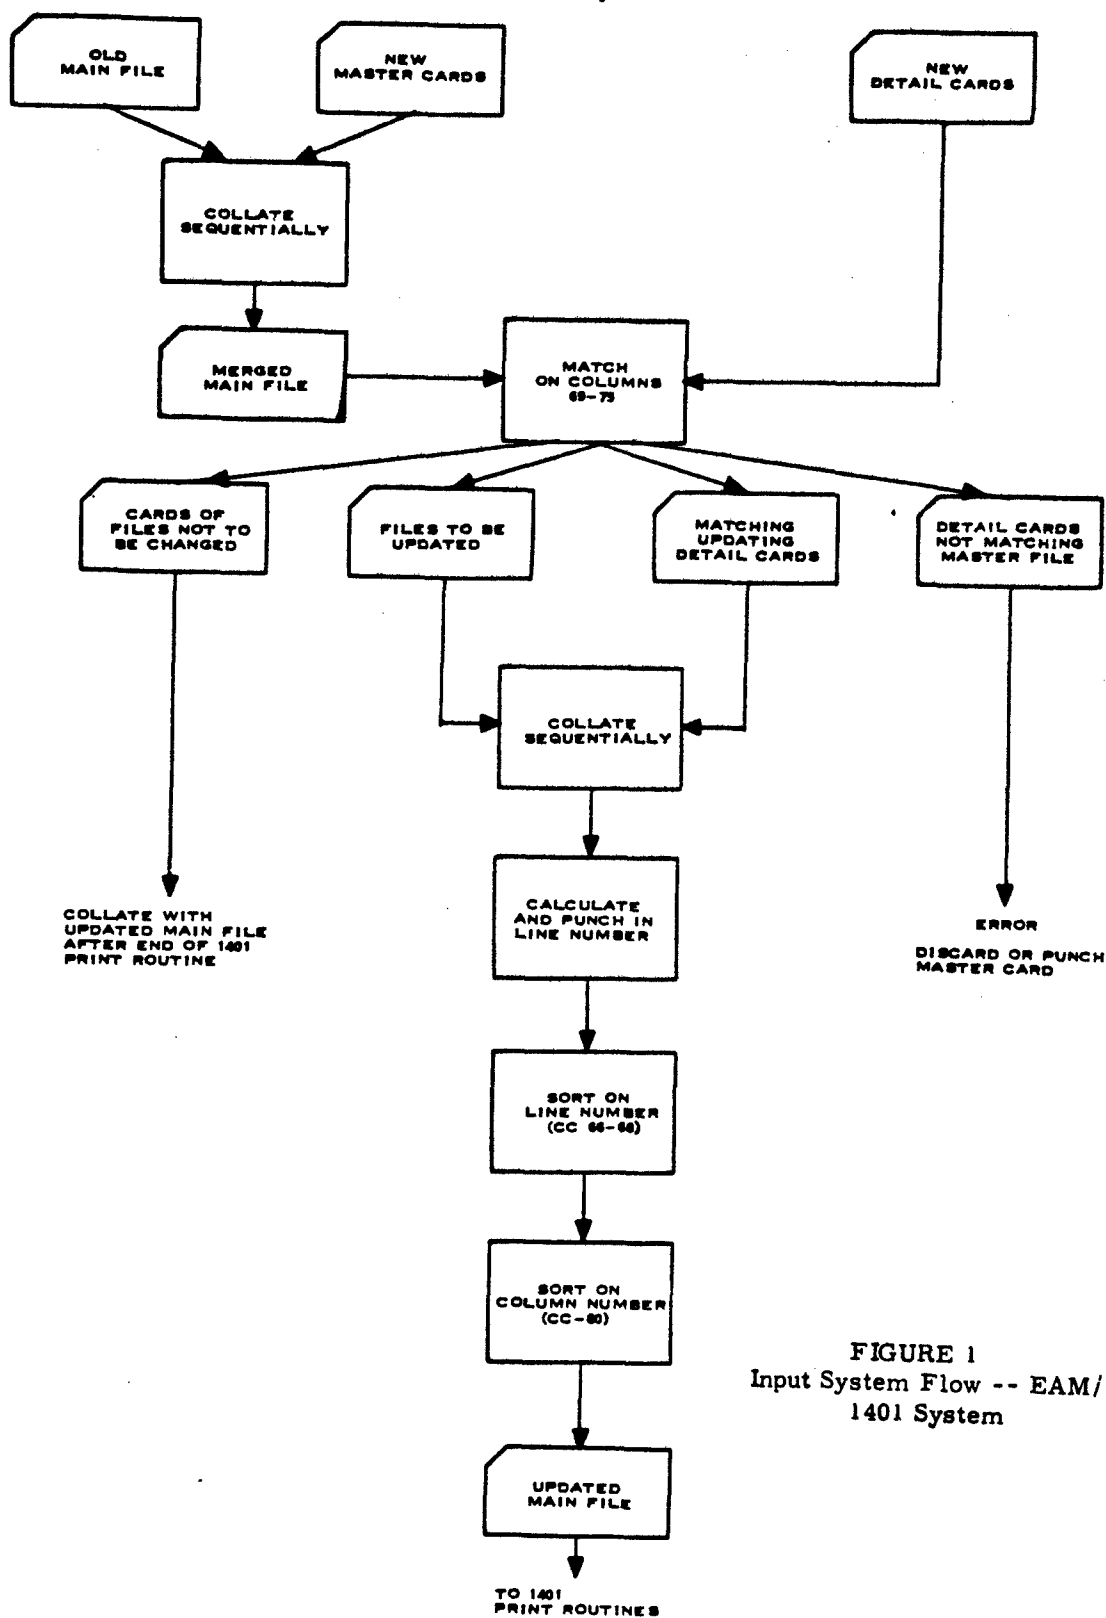 OLD
MAIN FILE
NEW
MASTER CARDS
NEW
DETAIL CARDS
COLLATE
SEQUENTIALLY
MERGED
MAIN FILE
MATCH
ON COLUMNS
69-75
CARDS OF
FILES NOT TO
BE CHANGED
FILES TO BE
UPDATED
MATCHING
UPDATING
DETAIL CARDS
DETAIL CARDS
NOT MATCHING
MASTER FILE
COLLATE
SEQUENTIALLY
CALCULATE
AND PUNCH IN
LINE NUMBER
COLLATE WITH
UPDATED MAIN FILE
AFTER END OF 1401
PRINT ROUTINE
ERROR
DISCARD OR PUNCH
MASTER CARD
SORT ON
LINE NUMBER
(CC 66-68)
SORT ON
COLUMN NUMBER
(CC-80)
FIGURE 1
Input System Flow -- EAM/
1401 System
UPDATED
MAIN FILE
TO 1401
PRINT ROUTINES